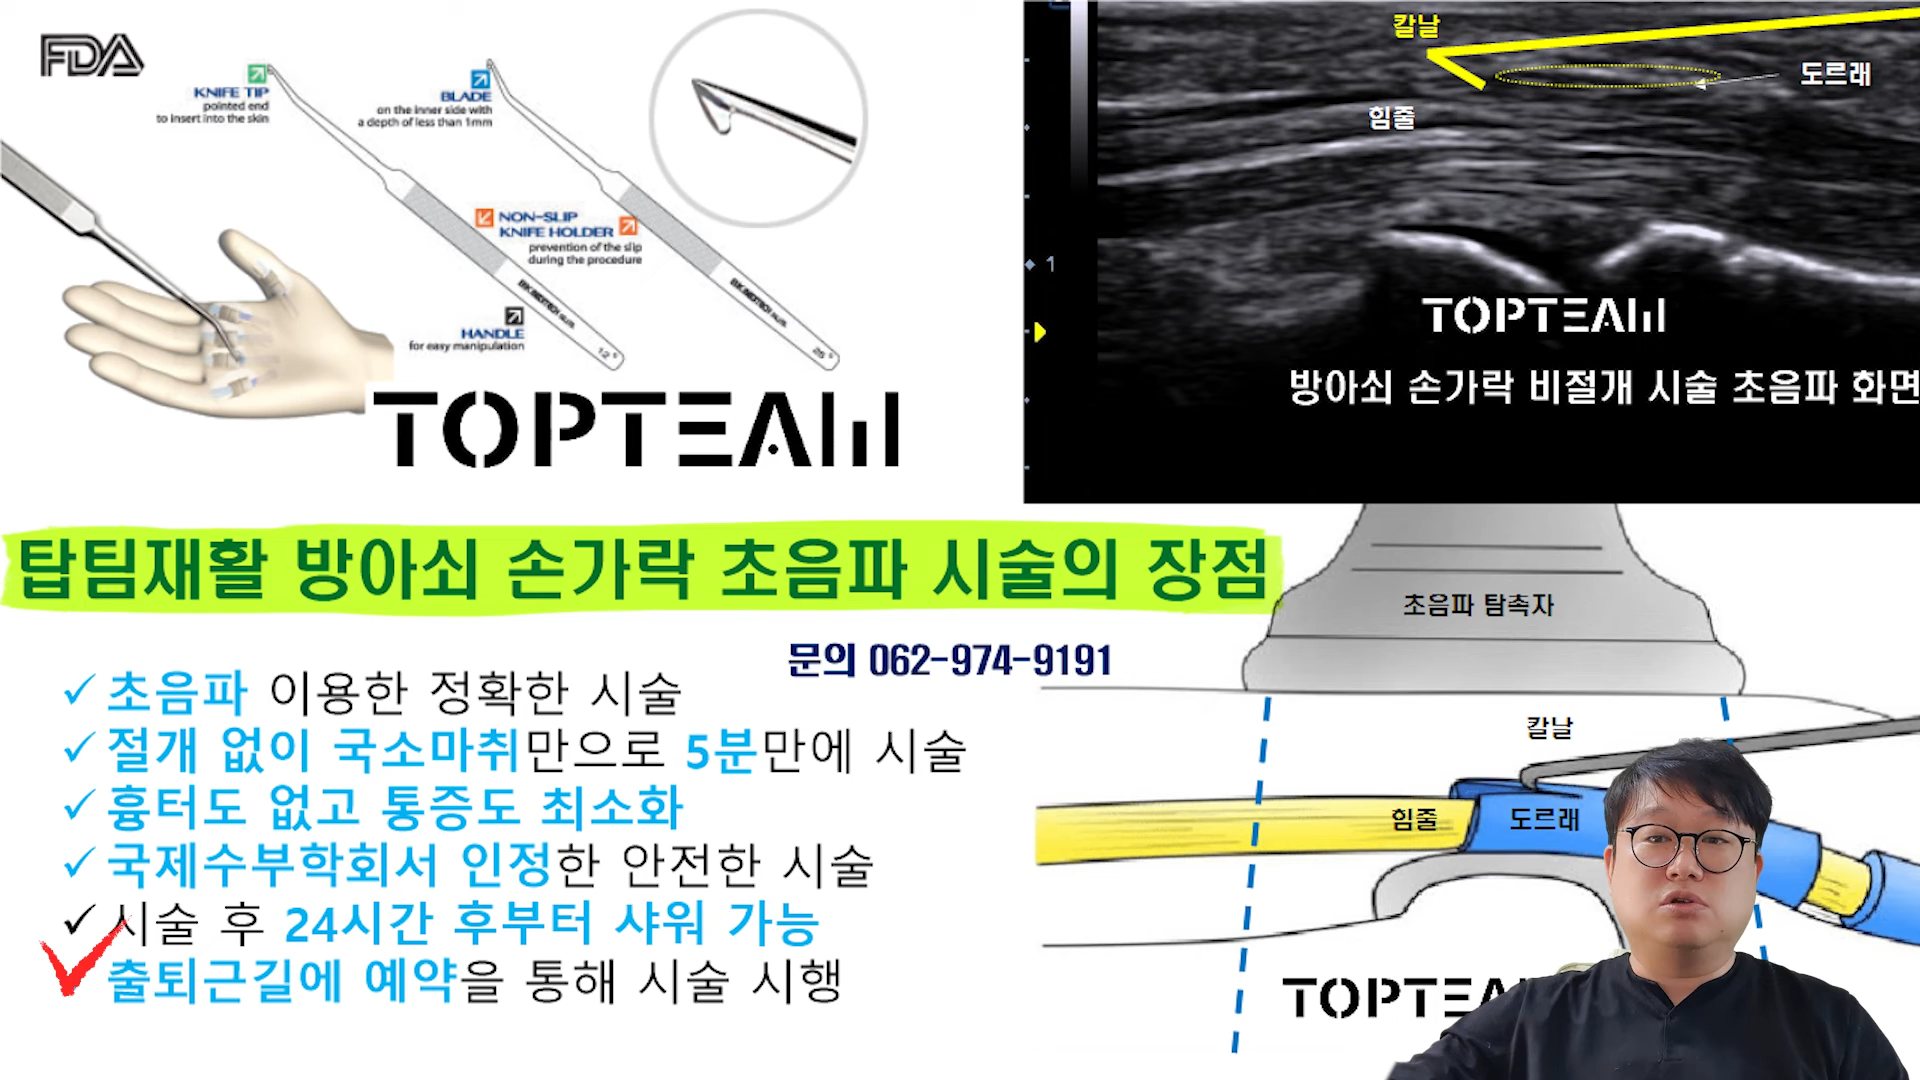 FDA
KNIFE TIP
pointed end
to insert into the skin
BLADE
on the inner side with
a depth of less than 1mm
NON-SLIP
KNIFE HOLDER
prevention of the slip
during the procedure
HANDLE
for easy manipulation
TOPTEAM
칼날
도르래
힘줄
1
TOPTEAM
방아쇠 손가락 비절개 시술 초음파 화면
탑팀재활 방아쇠 손가락 초음파 시술의 장점
문의 062-974-9191
✓ 초음파 이용한 정확한 시술
✓ 절개 없이 국소마취만으로 5분만에 시술
✓ 흉터도 없고 통증도 최소화
✓ 국제수부학회서 인정한 안전한 시술
✓ 시술 후 24시간 후부터 샤워 가능
출퇴근길에 예약을 통해 시술 시행
초음파 탐촉자
칼날
힘줄
도르래
TOPTEA